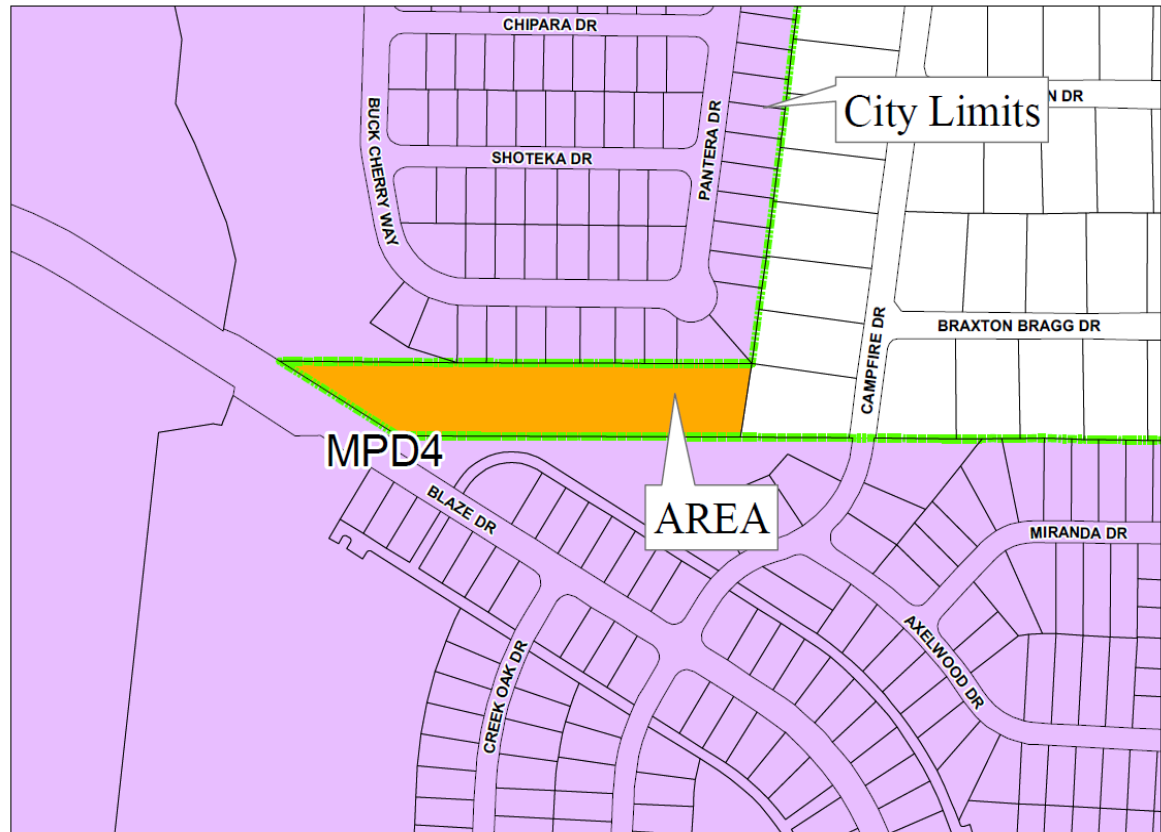 CHIPARA DR
City Limits
N DR
BUCK CHERRY WAY
SHOTEKA DR
PANTERA DR
CAMPFIRE DR
BRAXTON BRAGG DR
MPD4
BLAZE DR
AREA
MIRANDA DR
AXELWOOD DR
CREEK OAK DR